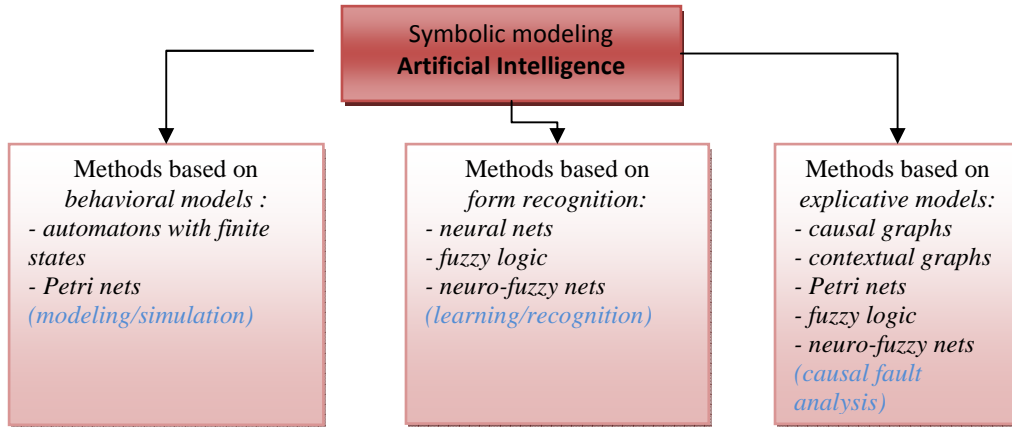 Symbolic modeling
Artificial Intelligence
Methods based on
behavioral models :
- automatons with finite
states
- Petri nets
(modeling/simulation)
Methods based on
form recognition:
- neural nets
- fuzzy logic
- neuro-fuzzy nets
(learning/recognition)
Methods based on
explicative models:
- causal graphs
- contextual graphs
- Petri nets
- fuzzy logic
- neuro-fuzzy nets
(causal fault
analysis)